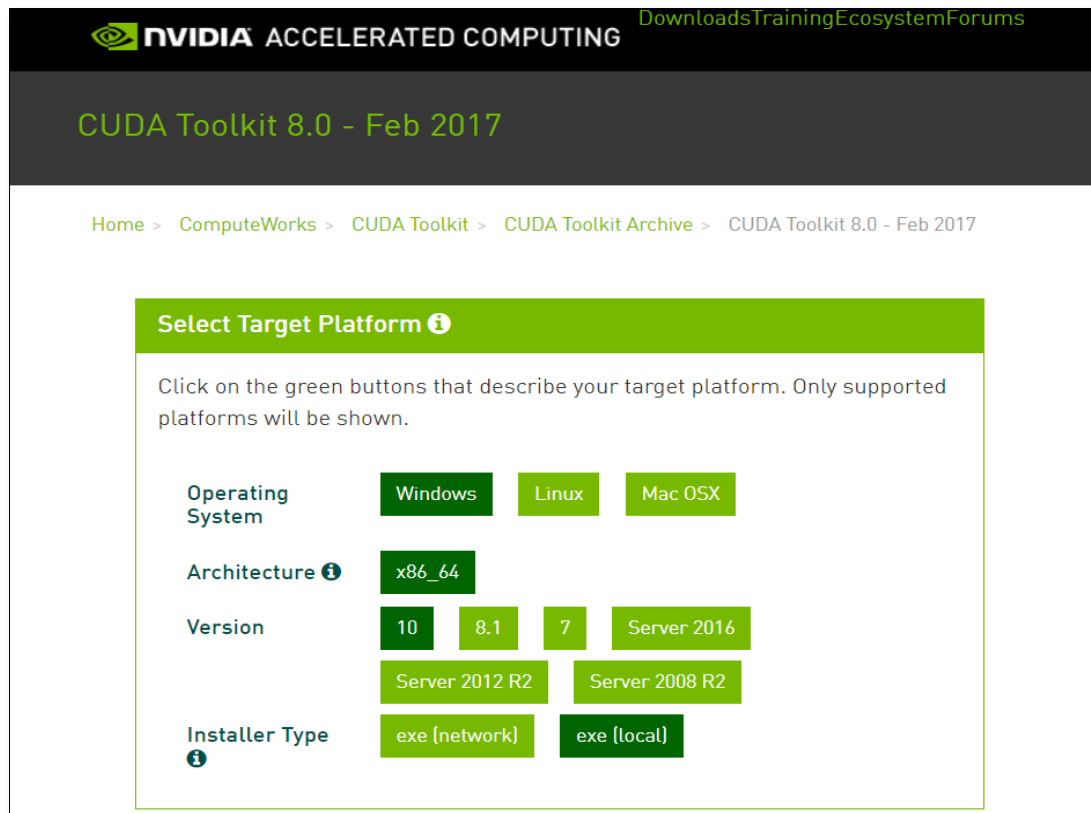 NVIDIA ACCELERATED COMPUTING
DownloadsTrainingEcosystemForums
CUDA Toolkit 8.0 - Feb 2017
Home > ComputeWorks > CUDA Toolkit > CUDA Toolkit Archive > CUDA Toolkit 8.0 - Feb 2017
Select Target Platform
Click on the green buttons that describe your target platform. Only supported
platforms will be shown.
Operating
System
Windows Linux Mac OSX
Architecture x86_64
Version 10 8.1 7 Server 2016
Server 2012 R2 Server 2008 R2
Installer Type exe (network) exe (local)